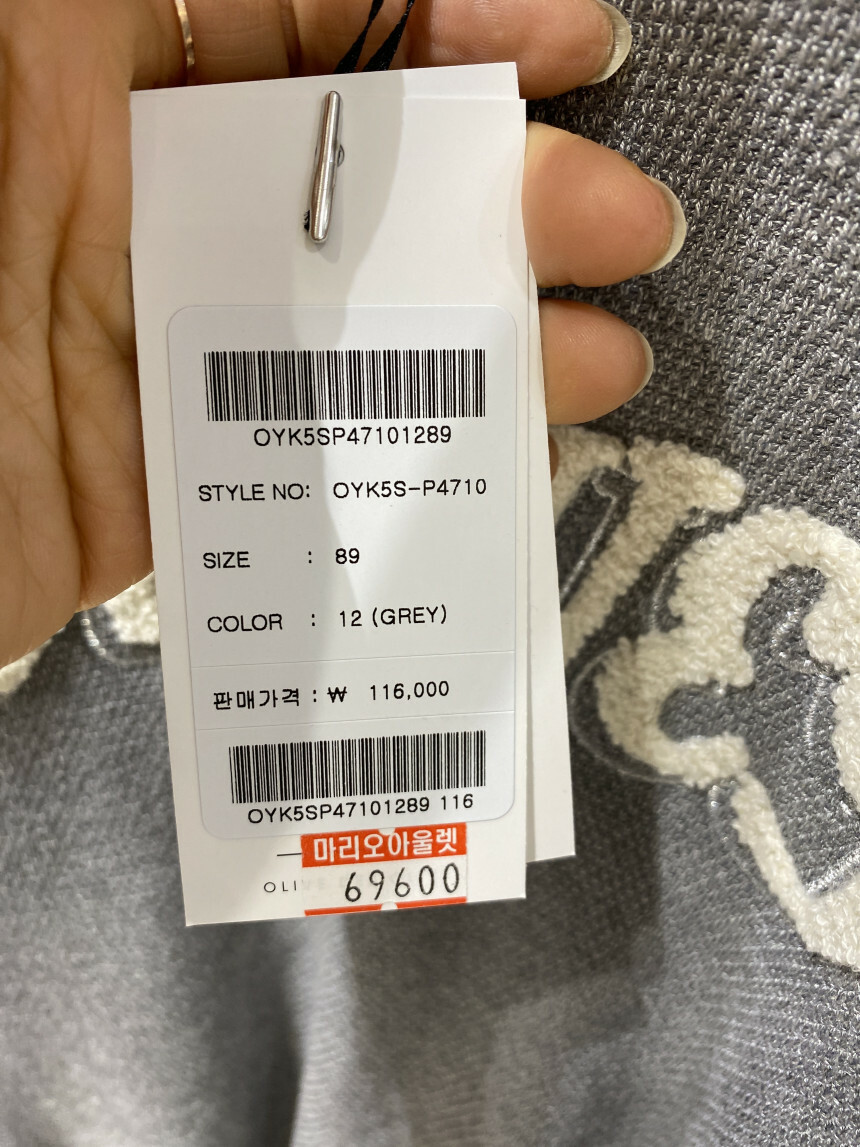 OYK5SP47101289
STYLE NO: OYK5S-P4710
SIZE : 89
COLOR : 12 (GREY)
판매가격 : ₩ 116,000
OYK5SP47101289 116
마리오아울렛
69600